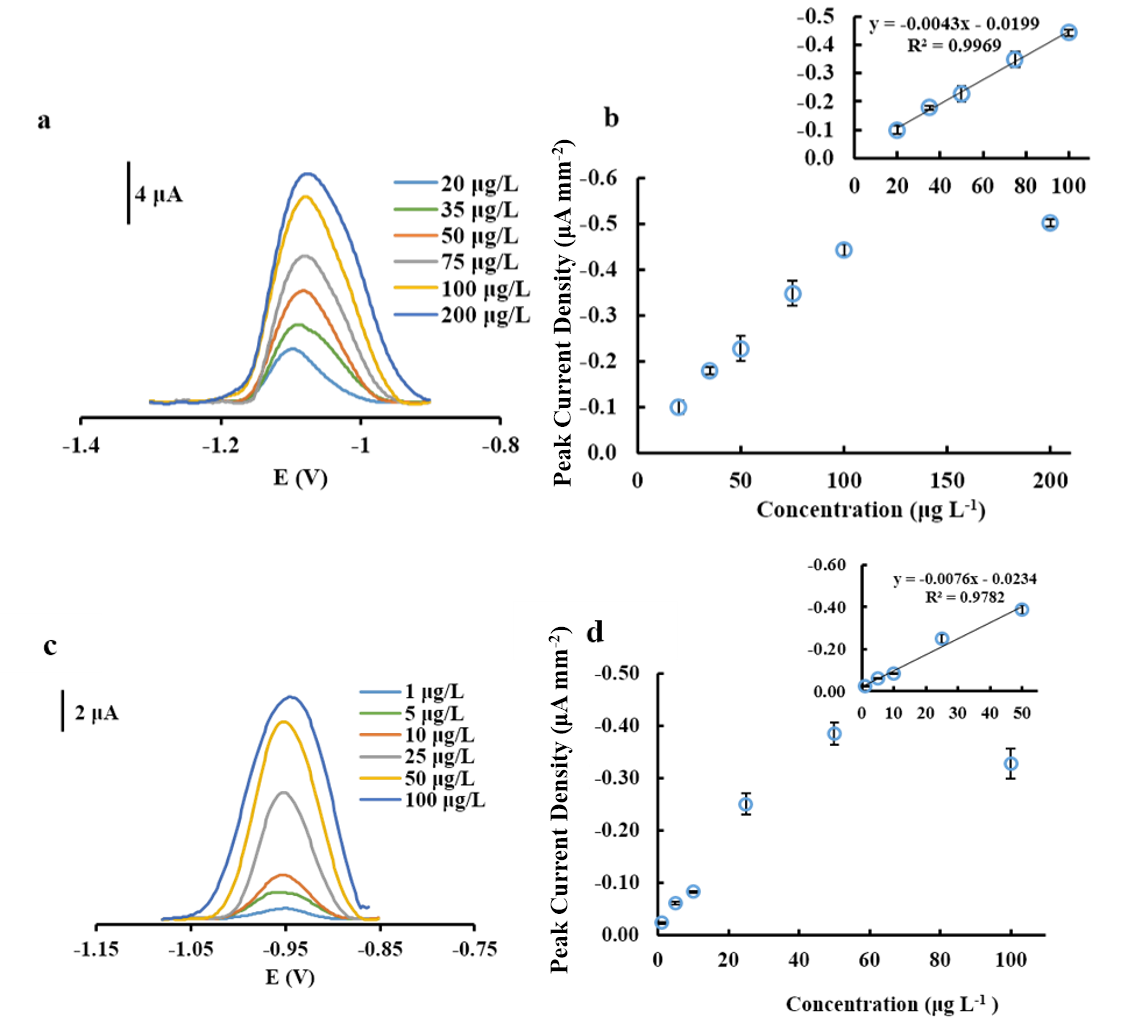 a
4 μA
20 μg/L
35 μg/L
50 μg/L
75 μg/L
100 μg/L
200 μg/L
-1.4
-1.2
-1
-0.8
E (V)
b
-0.5
-0.4
-0.3
-0.2
-0.1
0.0
y = -0.0043x - 0.0199
R² = 0.9969
0 20 40 60 80 100
Peak Current Density (μA mm⁻²)
-0.6
-0.5
-0.4
-0.3
-0.2
-0.1
0.0
0 50 100 150 200
Concentration (μg L⁻¹)
c
2 μA
1 μg/L
5 μg/L
10 μg/L
25 μg/L
50 μg/L
100 μg/L
-1.15 -1.05 -0.95 -0.85 -0.75
E (V)
d
-0.60
-0.40
-0.20
0.00
y = -0.0076x - 0.0234
R² = 0.9782
0 10 20 30 40 50
Peak Current Density (μA mm⁻²)
-0.50
-0.40
-0.30
-0.20
-0.10
0.00
0 20 40 60 80 100
Concentration (μg L⁻¹ )